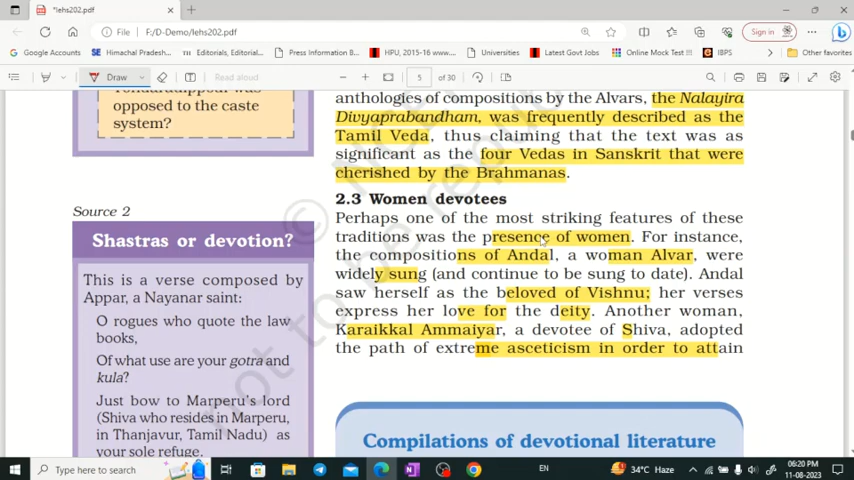 *lehs202.pdf
File
F:/D-Demo/lehs202.pdf
Sign in
Google Accounts
Himachal Pradesh...
Editorials, Editorial...
Press Information B...
HPU, 2015-16 www....
Universities
Latest Govt Jobs
Online Mock Test !!!
IBPS
Other favorites
Draw
Read aloud
5
of 30
opposed to the caste
system?
Source 2
Shastras or devotion?
This is a verse composed by
Appar, a Nayanar saint:
O rogues who quote the law
books,
Of what use are your gotra and
kula?
Just bow to Marperu's lord
(Shiva who resides in Marperu,
in Thanjavur, Tamil Nadu) as
your sole refuge.
anthologies of compositions by the Alvars, the Nalayira
Divyaprabandham, was frequently described as the
Tamil Veda, thus claiming that the text was as
significant as the four Vedas in Sanskrit that were
cherished by the Brahmanas.
2.3 Women devotees
Perhaps one of the most striking features of these
traditions was the presence of women. For instance,
the compositions of Andal, a woman Alvar, were
widely sung (and continue to be sung to date). Andal
saw herself as the beloved of Vishnu; her verses
express her love for the deity. Another woman,
Karaikkal Ammaiyar, a devotee of Shiva, adopted
the path of extreme asceticism in order to attain
Compilations of devotional literature
not to be republished
Type here to search
EN
34°C Haze
06:20 PM
11-08-2023